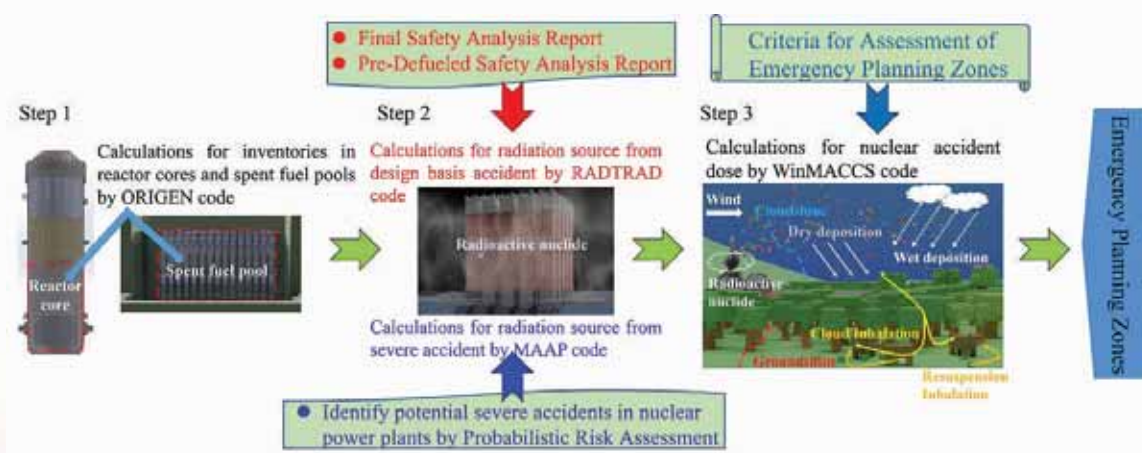 ● Final Safety Analysis Report
● Pre-Defueled Safety Analysis Report
Criteria for Assessment of
Emergency Planning Zones
Step 1
Calculations for inventories in
reactor cores and spent fuel pools
by ORIGEN code
Reactor
core
Spent fuel pool
Step 2
Calculations for radiation source from
design basis accident by RADTRAD
code
Radioactive nuclide
Calculations for radiation source from
severe accident by MAAP code
● Identify potential severe accidents in nuclear
power plants by Probabilistic Risk Assessment
Step 3
Calculations for nuclear accident
dose by WinMACCS code
Wind
Cloudshine
Dry deposition
Wet deposition
Radioactive
nuclide
Cloud inhalation
Groundshin
Resuspension
Inhalation
Emergency Planning Zones